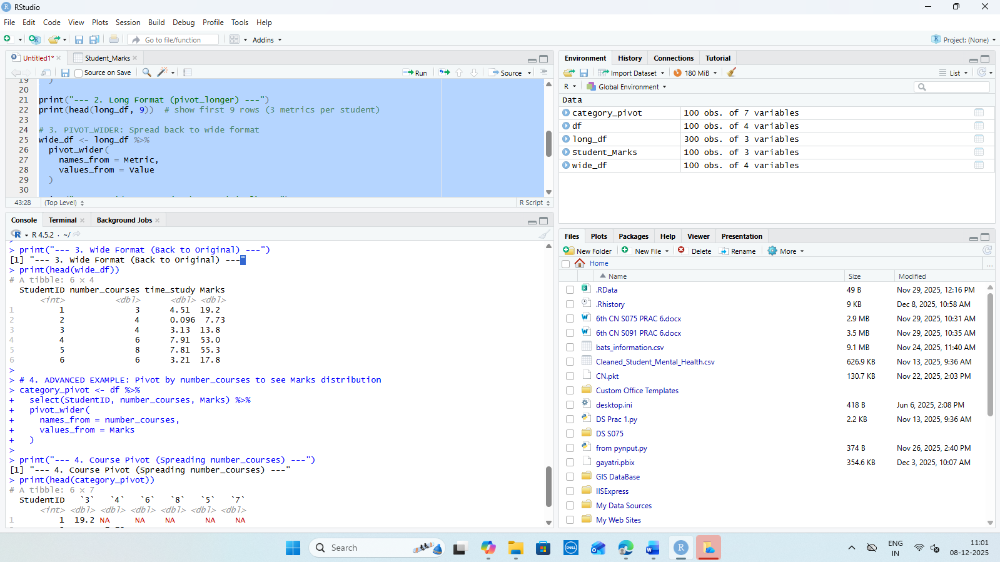 RStudio
File Edit Code View Plots Session Build Debug Profile Tools Help
Go to file/function Addins Project: (None)
Untitled1* Student_Marks
Source on Save Run Source
19 )
20
21 print("--- 2. Long Format (pivot_longer) ---")
22 print(head(long_df, 9)) # show first 9 rows (3 metrics per student)
23
24 # 3. PIVOT_WIDER: Spread back to wide format
25 wide_df <- long_df %>%
26 pivot_wider(
27 names_from = Metric,
28 values_from = Value
29 )
30
43:28 (Top Level) R Script
Console Terminal Background Jobs
R 4.5.2 · ~/
> print("--- 3. Wide Format (Back to Original) ---")
[1] "--- 3. Wide Format (Back to Original) ---"
> print(head(wide_df))
# A tibble: 6 × 4
StudentID number_courses time_study Marks
<int> <dbl> <dbl> <dbl>
1 1 3 4.51 19.2
2 2 4 0.096 7.73
3 3 4 3.13 13.8
4 4 6 7.91 53.0
5 5 8 7.81 55.3
6 6 6 3.21 17.8
>
> # 4. ADVANCED EXAMPLE: Pivot by number_courses to see Marks distribution
> category_pivot <- df %>%
+ select(StudentID, number_courses, Marks) %>%
+ pivot_wider(
+ names_from = number_courses,
+ values_from = Marks
+ )
>
> print("--- 4. Course Pivot (Spreading number_courses) ---")
[1] "--- 4. Course Pivot (Spreading number_courses) ---"
> print(head(category_pivot))
# A tibble: 6 × 7
StudentID `3` `4` `6` `8` `5` `7`
<int> <dbl> <dbl> <dbl> <dbl> <dbl> <dbl>
1 1 19.2 NA NA NA NA NA
Environment History Connections Tutorial
Import Dataset 180 MiB List
R Global Environment
Data
category_pivot 100 obs. of 7 variables
df 100 obs. of 4 variables
long_df 300 obs. of 3 variables
Student_Marks 100 obs. of 3 variables
wide_df 100 obs. of 4 variables
Files Plots Packages Help Viewer Presentation
New Folder New File Delete Rename More
Home ...
Name Size Modified
.RData 49 B Nov 29, 2025, 12:16 PM
.Rhistory 9 KB Dec 8, 2025, 10:58 AM
6th CN S075 PRAC 6.docx 2.9 MB Nov 29, 2025, 10:31 AM
6th CN S091 PRAC 6.docx 3.5 MB Nov 29, 2025, 10:35 AM
bats_information.csv 9.1 MB Nov 24, 2025, 11:40 AM
Cleaned_Student_Mental_Health.csv 626.9 KB Nov 13, 2025, 9:36 AM
CN.pkt 130.7 KB Nov 22, 2025, 2:03 PM
Custom Office Templates
desktop.ini 418 B Jun 6, 2025, 2:08 PM
DS Prac 1.py 2.2 KB Nov 13, 2025, 9:36 AM
DS S075
from pynput.py 374 B Nov 26, 2025, 2:40 PM
gayatri.pbix 354.6 KB Dec 3, 2025, 10:07 AM
GIS DataBase
IISExpress
My Data Sources
My Web Sites
Search
DELL
ENG
IN
11:01
08-12-2025